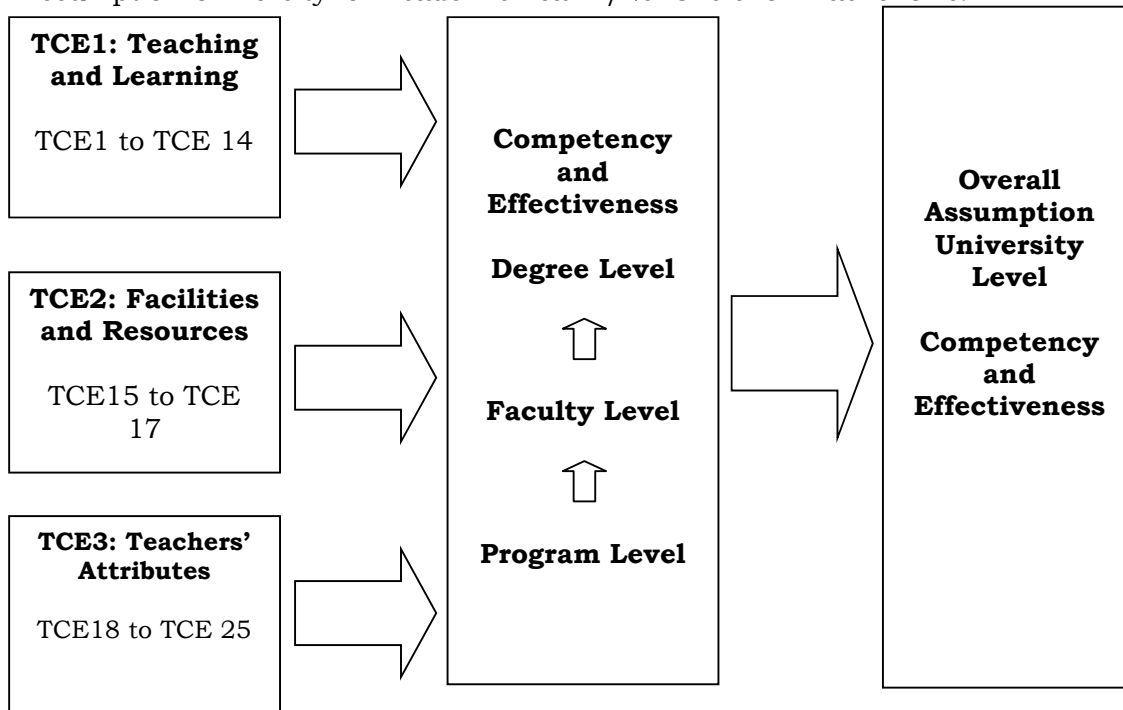 TCE1: Teaching
and Learning
TCE1 to TCE 14
TCE2: Facilities
and Resources
TCE15 to TCE
17
TCE3: Teachers’
Attributes
TCE18 to TCE 25
Competency
and
Effectiveness
Degree Level
Faculty Level
Program Level
Overall
Assumption
University
Level
Competency
and
Effectiveness